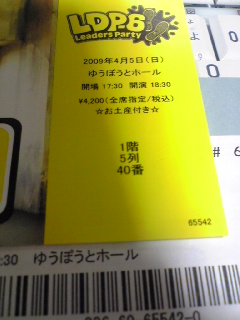 LDP6
Leaders Party
2009年4月5日(日)
ゆうぽうとホール
開場 17:30 開演 18:30
¥4,200(全席指定/税込)
☆お土産付き☆
1階
5列
40番
65542
:30 ゆうぽうとホール